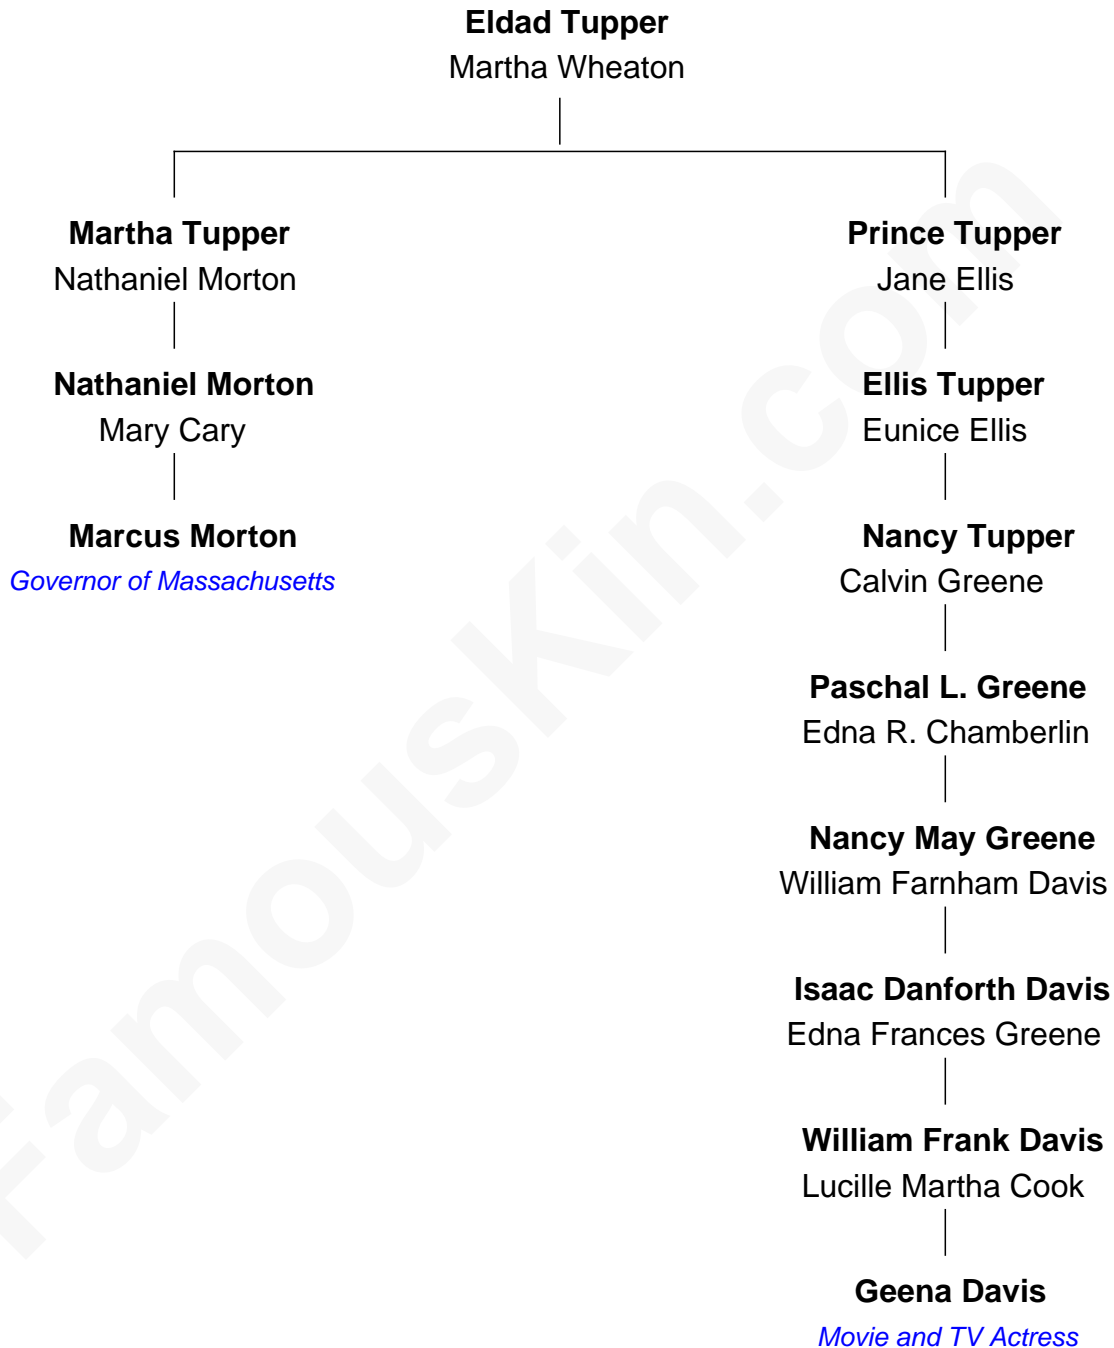 Eldad Tupper
Martha Wheaton
Martha Tupper
Nathaniel Morton
Nathaniel Morton
Mary Cary
Marcus Morton
Governor of Massachusetts
Prince Tupper
Jane Ellis
Ellis Tupper
Eunice Ellis
Nancy Tupper
Calvin Greene
Paschal L. Greene
Edna R. Chamberlin
Nancy May Greene
William Farnham Davis
Isaac Danforth Davis
Edna Frances Greene
William Frank Davis
Lucille Martha Cook
Geena Davis
Movie and TV Actress
FamousKin.com